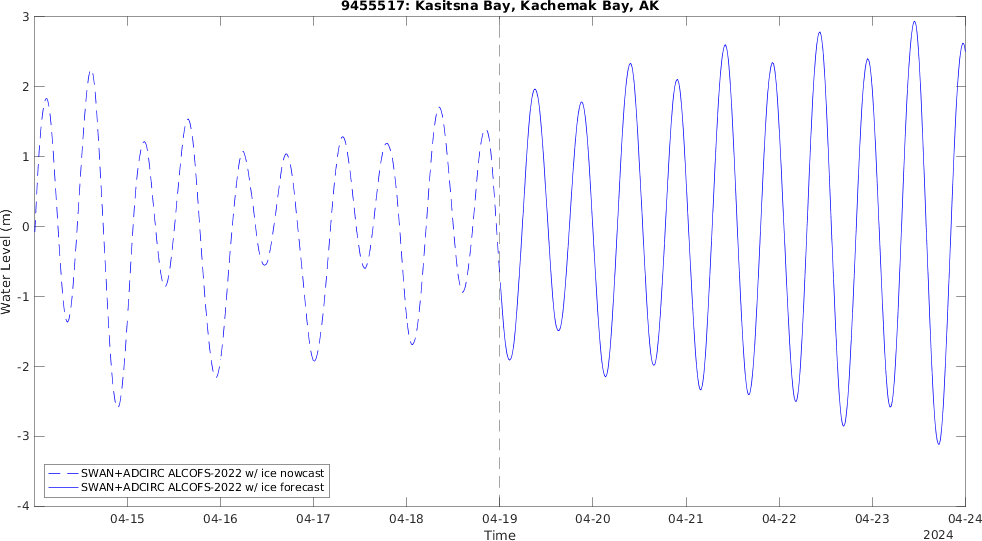 9455517: Kasitsna Bay, Kachemak Bay, AK
3
2
1
0
-1
-2
-3
-4
Water Level (m)
SWAN+ADCIRC ALCOFS-2022 w/ ice nowcast
SWAN+ADCIRC ALCOFS-2022 w/ ice forecast
04-15 04-16 04-17 04-18 04-19 04-20 04-21 04-22 04-23 04-24
Time
2024